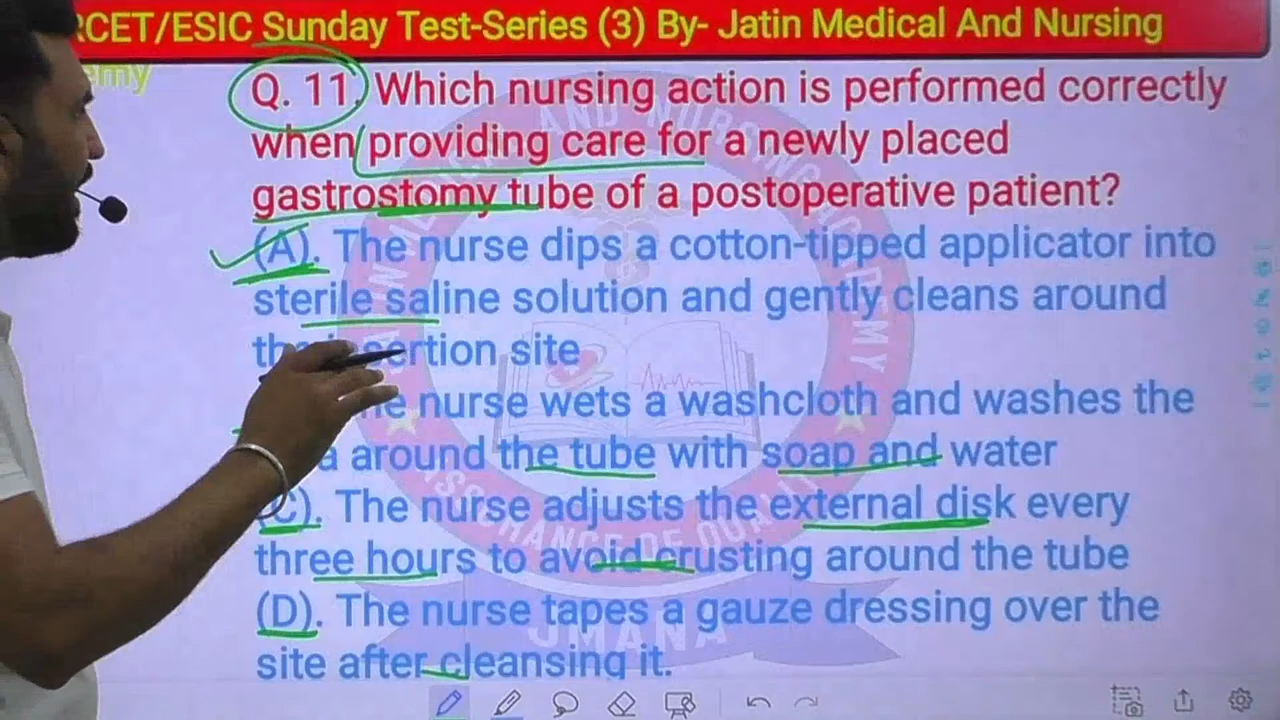 RCET/ESIC Sunday Test-Series (3) By- Jatin Medical And Nursing
emy
Q. 11. Which nursing action is performed correctly
when providing care for a newly placed
gastrostomy tube of a postoperative patient?
(A). The nurse dips a cotton-tipped applicator into
sterile saline solution and gently cleans around
the insertion site
nurse wets a washcloth and washes the
around the tube with soap and water
(C). The nurse adjusts the external disk every
three hours to avoid crusting around the tube
(D). The nurse tapes a gauze dressing over the
site after cleansing it.
JMANA